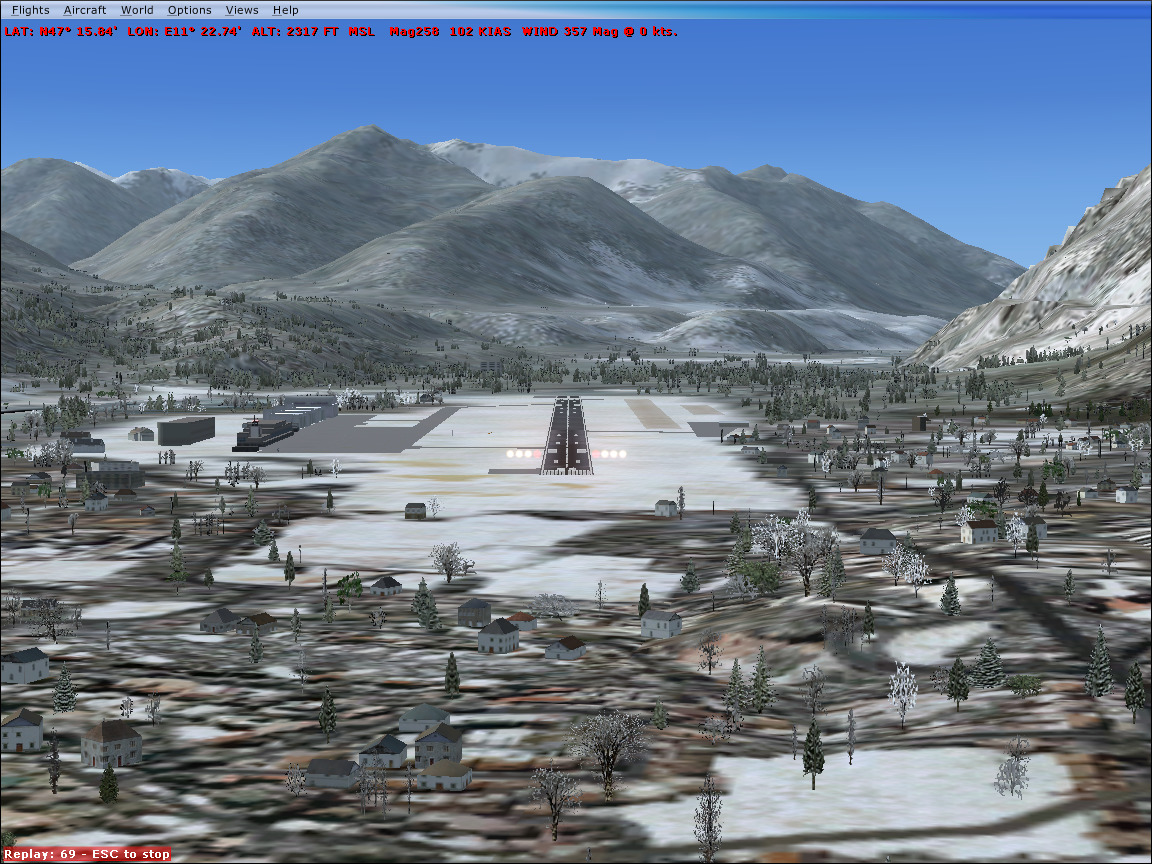 Flights Aircraft World Options Views Help
LAT: N47° 15.84' LON: E11° 22.74' ALT: 2317 FT MSL Mag258 102 KIAS WIND 357 Mag @ 0 kts.
Replay: 69 - ESC to stop